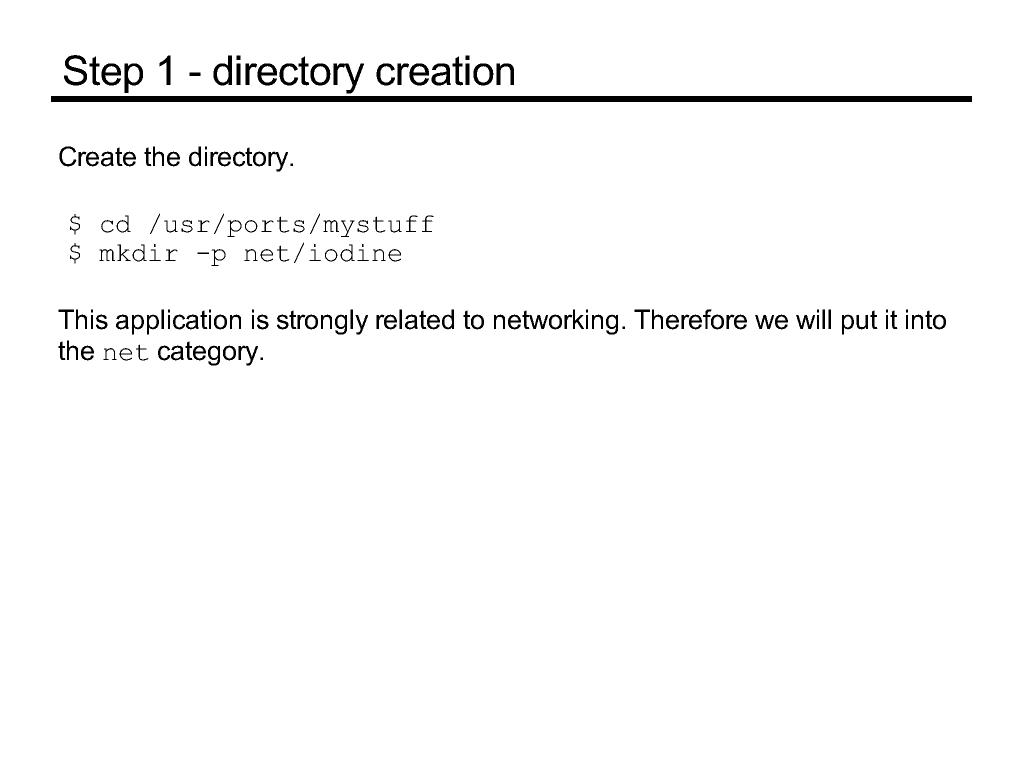 Step 1 - directory creation
Create the directory.
$ cd /usr/ports/mystuff
$ mkdir -p net/iodine
This application is strongly related to networking. Therefore we will put it into
the net category.